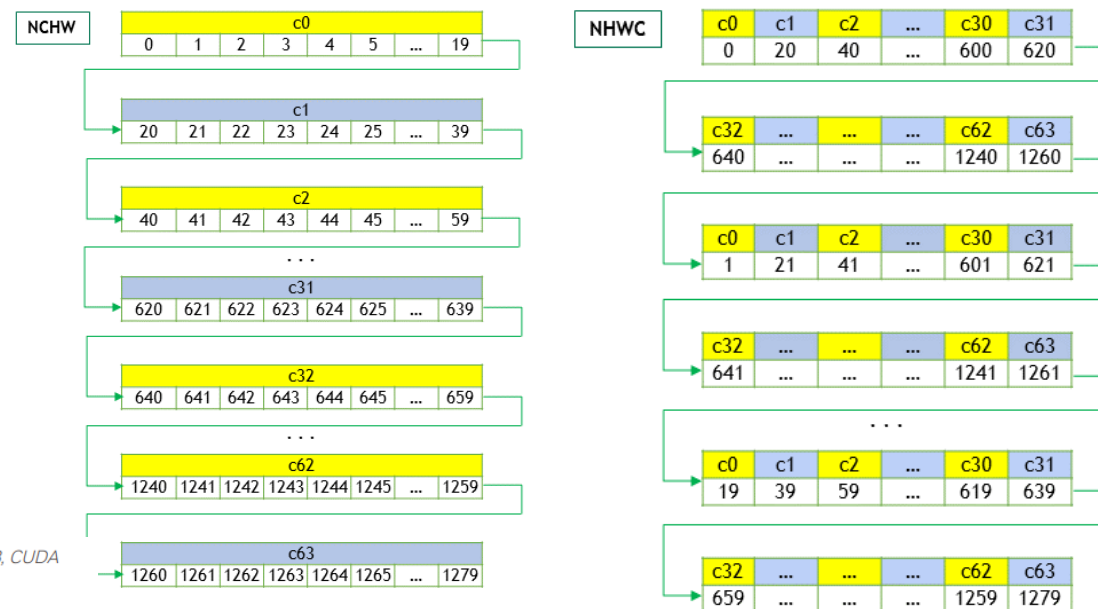 NCHW
c0
0 1 2 3 4 5 ... 19
c1
20 21 22 23 24 25 ... 39
c2
40 41 42 43 44 45 ... 59
...
c31
620 621 622 623 624 625 ... 639
c32
640 641 642 643 644 645 ... 659
...
c62
1240 1241 1242 1243 1244 1245 ... 1259
, CUDA
c63
1260 1261 1262 1263 1264 1265 ... 1279
NHWC
c0 c1 c2 ... c30 c31
0 20 40 ... 600 620
c32 ... ... ... c62 c63
640 ... ... ... 1240 1260
c0 c1 c2 ... c30 c31
1 21 41 ... 601 621
c32 ... ... ... c62 c63
641 ... ... ... 1241 1261
...
c0 c1 c2 ... c30 c31
19 39 59 ... 619 639
c32 ... ... ... c62 c63
659 ... ... ... 1259 1279